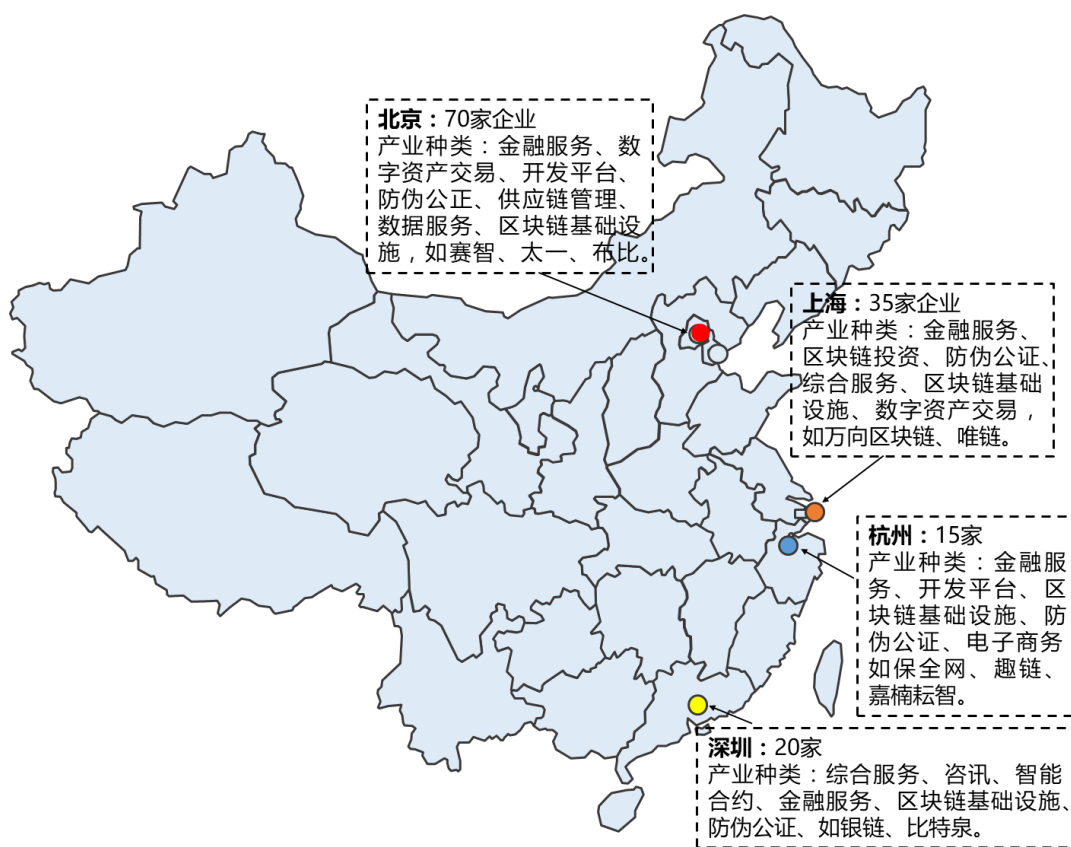 北京：70家企业
产业种类：金融服务、数
字资产交易、开发平台、
防伪公正、供应链管理、
数据服务、区块链基础设
施，如赛智、太一、布比。
上海：35家企业
产业种类：金融服务、
区块链投资、防伪公证、
综合服务、区块链基础
设施、数字资产交易，
如万向区块链、唯链。
杭州：15家
产业种类：金融服
务、开发平台、区
块链基础设施、防
伪公证、电子商务
如保全网、趣链、
嘉楠耘智。
深圳：20家
产业种类：综合服务、咨讯、智能
合约、金融服务、区块链基础设施、
防伪公证、如银链、比特泉。